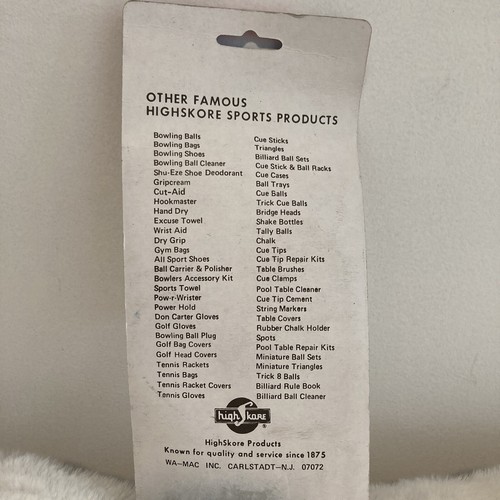 OTHER FAMOUS
HIGHSKORE SPORTS PRODUCTS
Bowling Balls
Bowling Bags
Bowling Shoes
Bowling Ball Cleaner
Shu-Eze Shoe Deodorant
Gripcream
Cut-Aid
Hookmaster
Hand Dry
Excuse Towel
Wrist Aid
Dry Grip
Gym Bags
All Sport Shoes
Ball Carrier & Polisher
Bowlers Accessory Kit
Sports Towel
Pow-r-Wrister
Power Hold
Don Carter Gloves
Golf Gloves
Bowling Ball Plug
Golf Bag Covers
Golf Head Covers
Tennis Rackets
Tennis Bags
Tennis Racket Covers
Tennis Gloves
Cue Sticks
Triangles
Billiard Ball Sets
Cue Stick & Ball Racks
Cue Cases
Ball Trays
Cue Balls
Trick Cue Balls
Bridge Heads
Shake Bottles
Tally Balls
Chalk
Cue Tips
Cue Tip Repair Kits
Table Brushes
Cue Clamps
Pool Table Cleaner
Cue Tip Cement
String Markers
Table Covers
Rubber Chalk Holder
Spots
Pool Table Repair Kits
Miniature Ball Sets
Miniature Triangles
Trick 8 Balls
Billiard Rule Book
Billiard Ball Cleaner
high Skore ®
HighSkore Products
Known for quality and service since 1875
WA-MAC INC. CARLSTADT-N.J. 07072